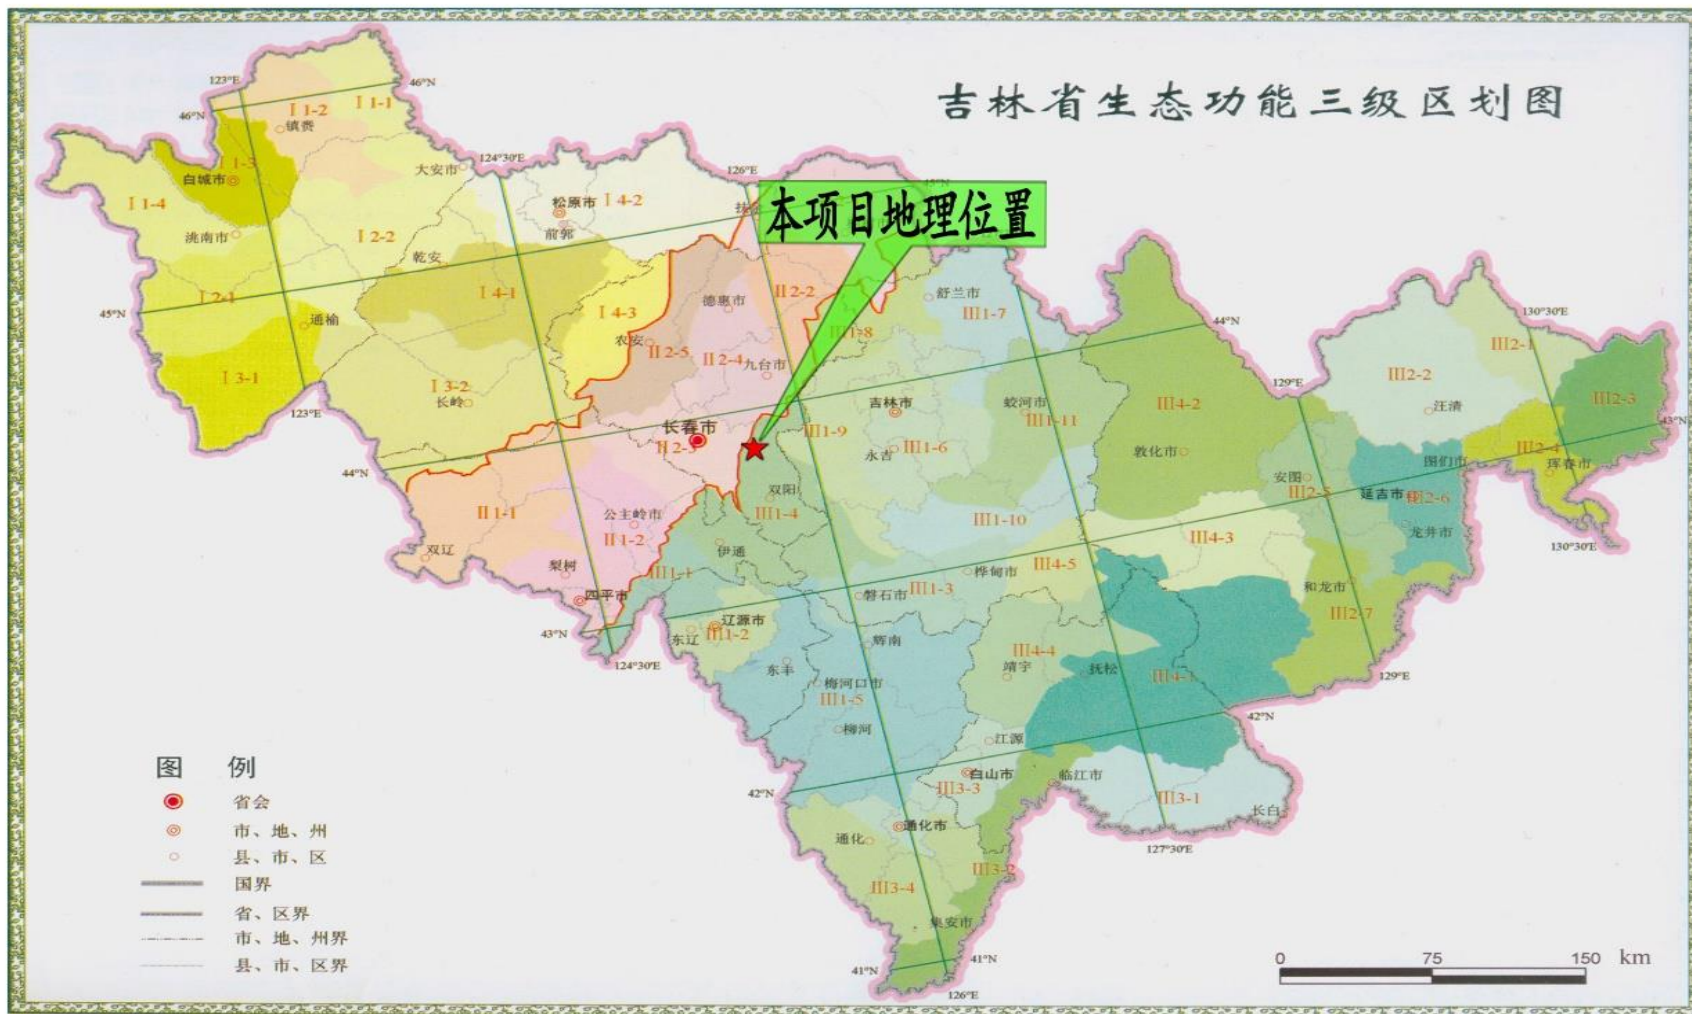 吉林省生态功能三级区划图
本项目地理位置
123°E
46°N
46°N
Ⅰ1-2
Ⅰ1-1
镇赉
Ⅰ1-3
白城市
大安市
124°30'E
126°E
45°N
Ⅰ1-4
松原市
Ⅰ4-2
扶余
洮南市
Ⅰ2-2
前郭
乾安
Ⅰ2-1
Ⅰ4-1
德惠市
Ⅱ2-2
舒兰市
Ⅲ1-7
45°N
通榆
Ⅰ4-3
农安
Ⅱ2-5
Ⅱ2-4
Ⅲ1-8
44°N
130°30'E
Ⅲ2-1
九台市
Ⅰ3-1
Ⅰ3-2
长岭
123°E
129°E
Ⅲ2-2
汪清
Ⅲ2-3
43°N
吉林市
蛟河市
Ⅲ1-11
Ⅲ4-2
长春市
Ⅱ2-3
Ⅲ1-9
永吉
Ⅲ1-6
敦化市
44°N
Ⅲ2-4
图们市
珲春市
安图
Ⅲ2-5
延吉市
Ⅲ2-6
双阳
Ⅲ1-4
Ⅱ1-1
公主岭市
Ⅱ1-2
Ⅲ1-10
Ⅲ4-3
龙井市
130°30'E
双辽
梨树
伊通
Ⅲ1-1
桦甸市
Ⅲ4-5
四平市
磐石市
Ⅲ1-3
和龙市
Ⅲ2-7
43°N
辽源市
东辽
Ⅲ1-2
辉南
124°30'E
东丰
Ⅲ4-4
靖宇
抚松
Ⅲ4-1
129°E
梅河口市
Ⅲ1-5
42°N
柳河
江源
白山市
临江市
42°N
Ⅲ3-3
Ⅲ3-1
长白
通化市
通化
127°30'E
Ⅲ3-2
Ⅲ3-4
集安市
41°N
41°N
126°E
图 例
省会
市、地、州
县、市、区
国界
省、区界
市、地、州界
县、市、区界
0 75 150 km